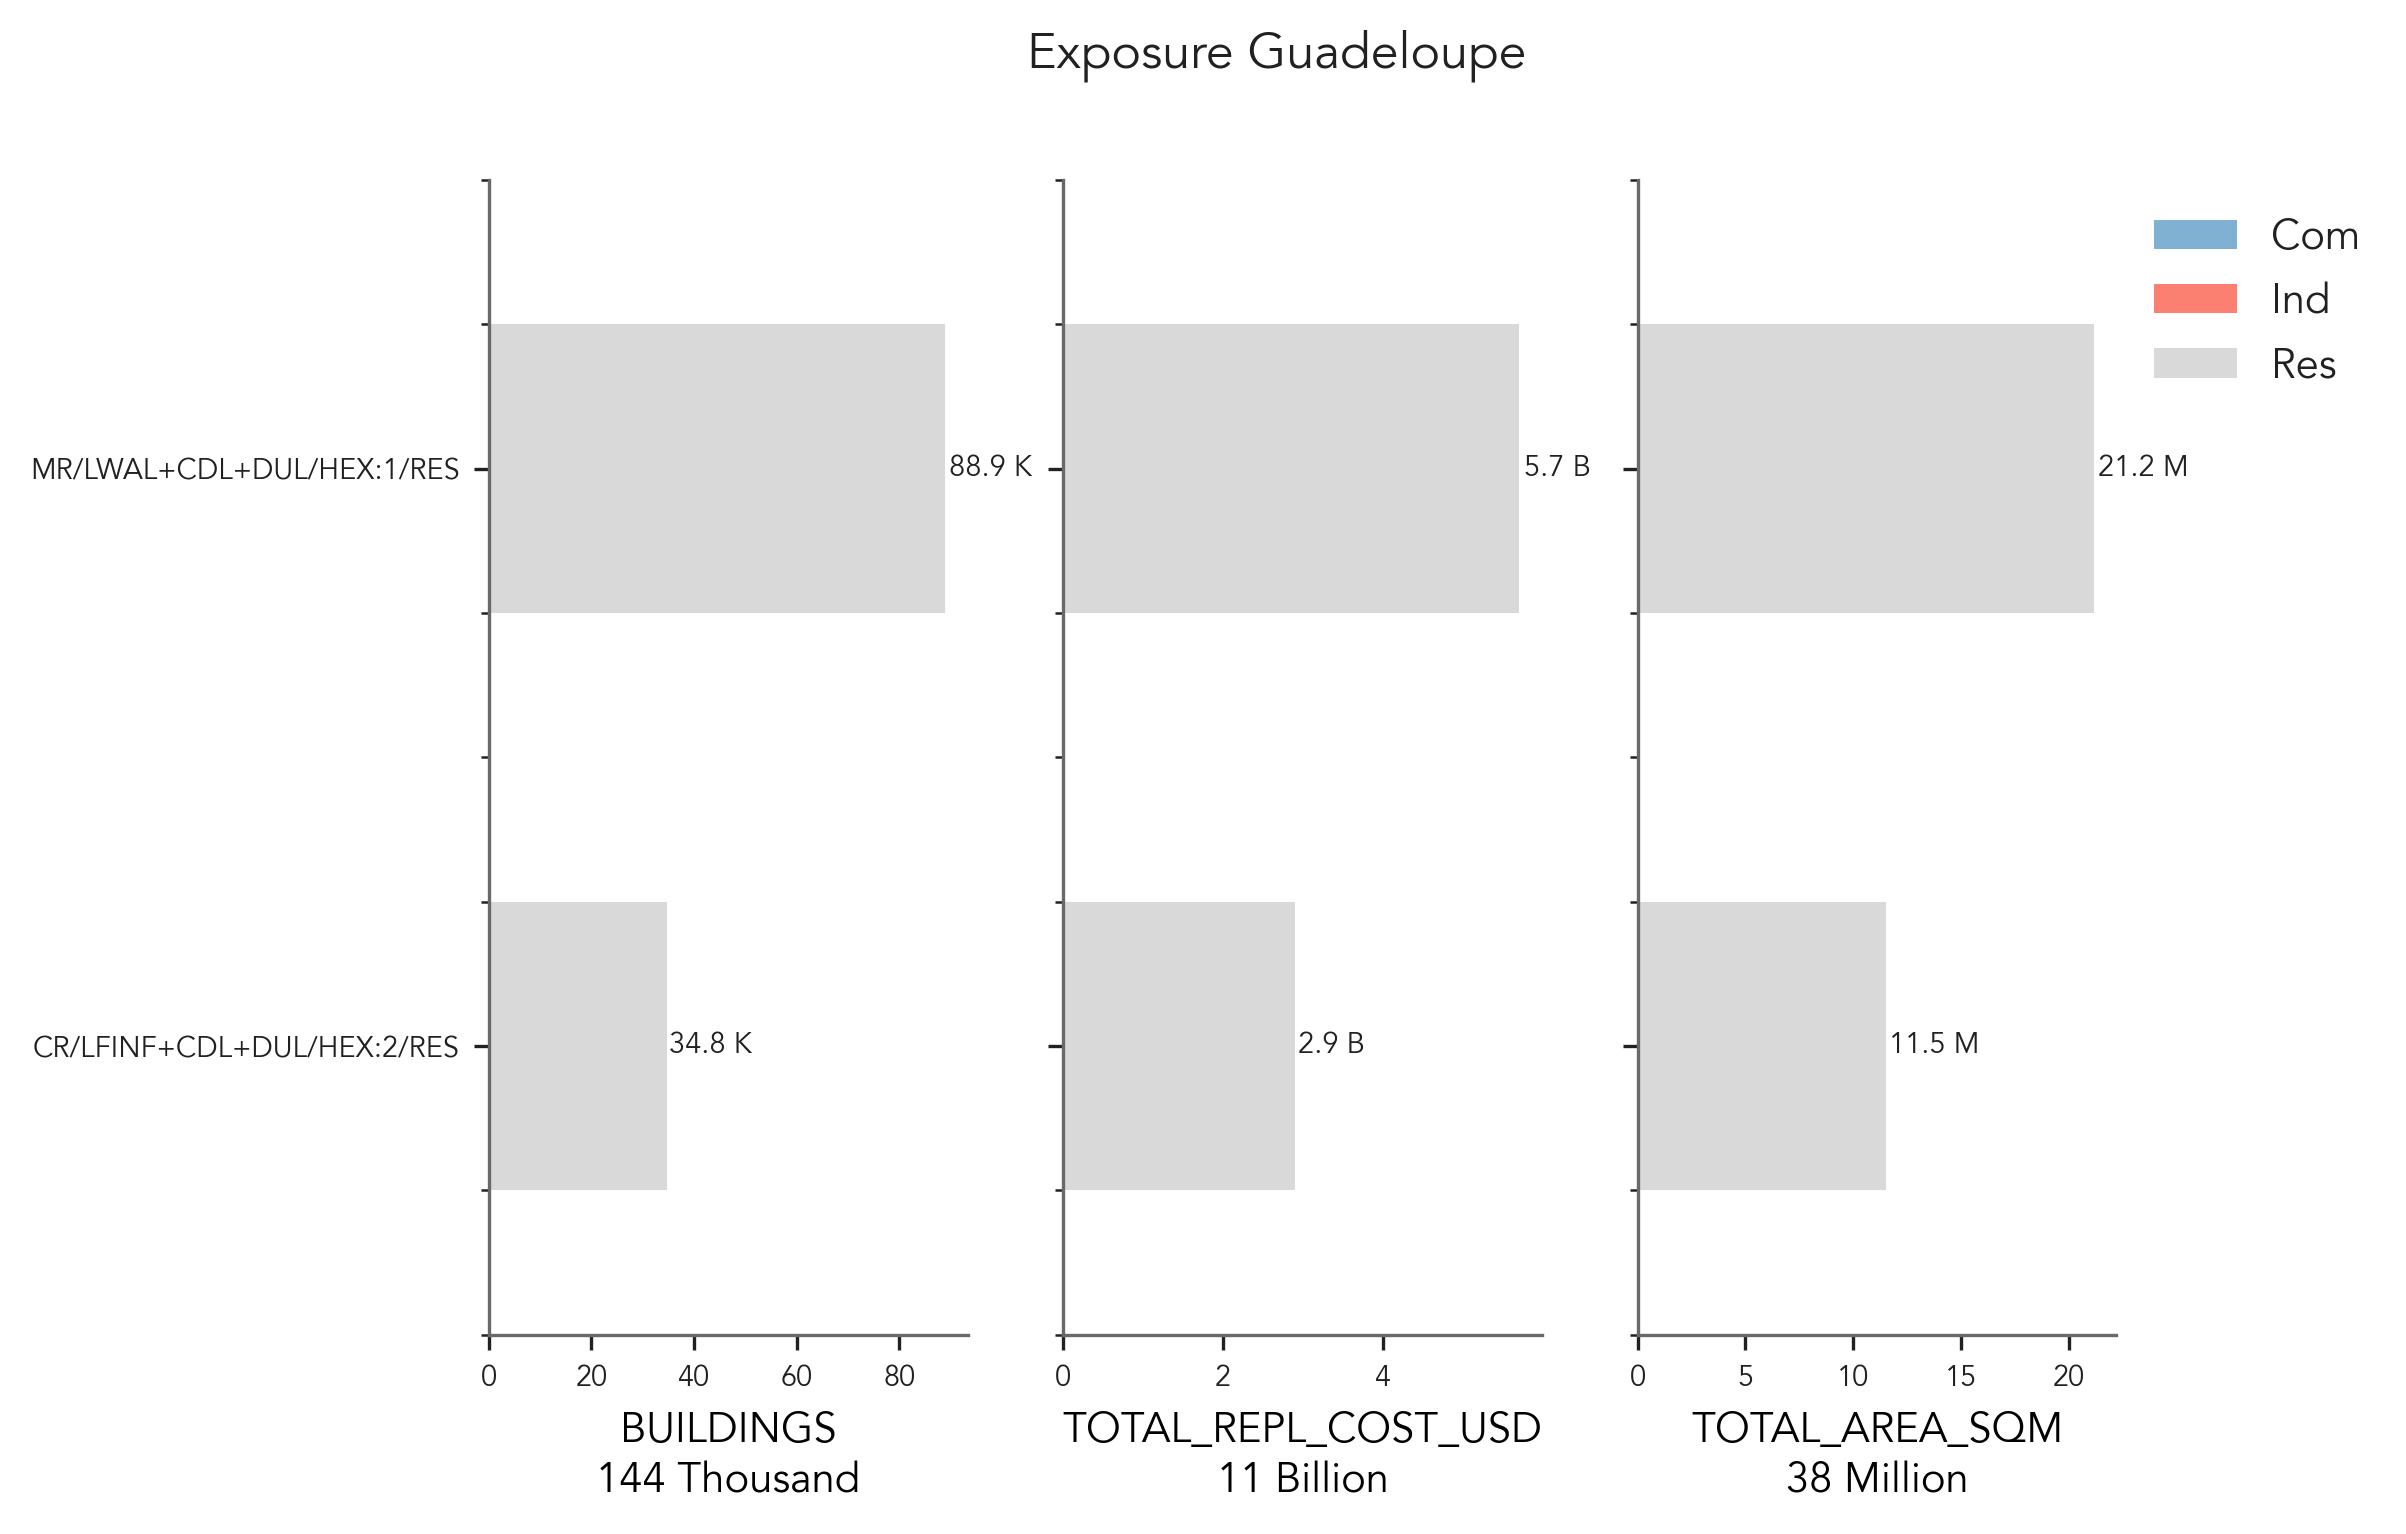 Exposure Guadeloupe
Com
Ind
Res
MR/LWAL+CDL+DUL/HEX:1/RES
88.9 K
5.7 B
21.2 M
CR/LFINF+CDL+DUL/HEX:2/RES
34.8 K
2.9 B
11.5 M
0 20 40 60 80
0 2 4
0 5 10 15 20
BUILDINGS
144 Thousand
TOTAL_REPL_COST_USD
11 Billion
TOTAL_AREA_SQM
38 Million